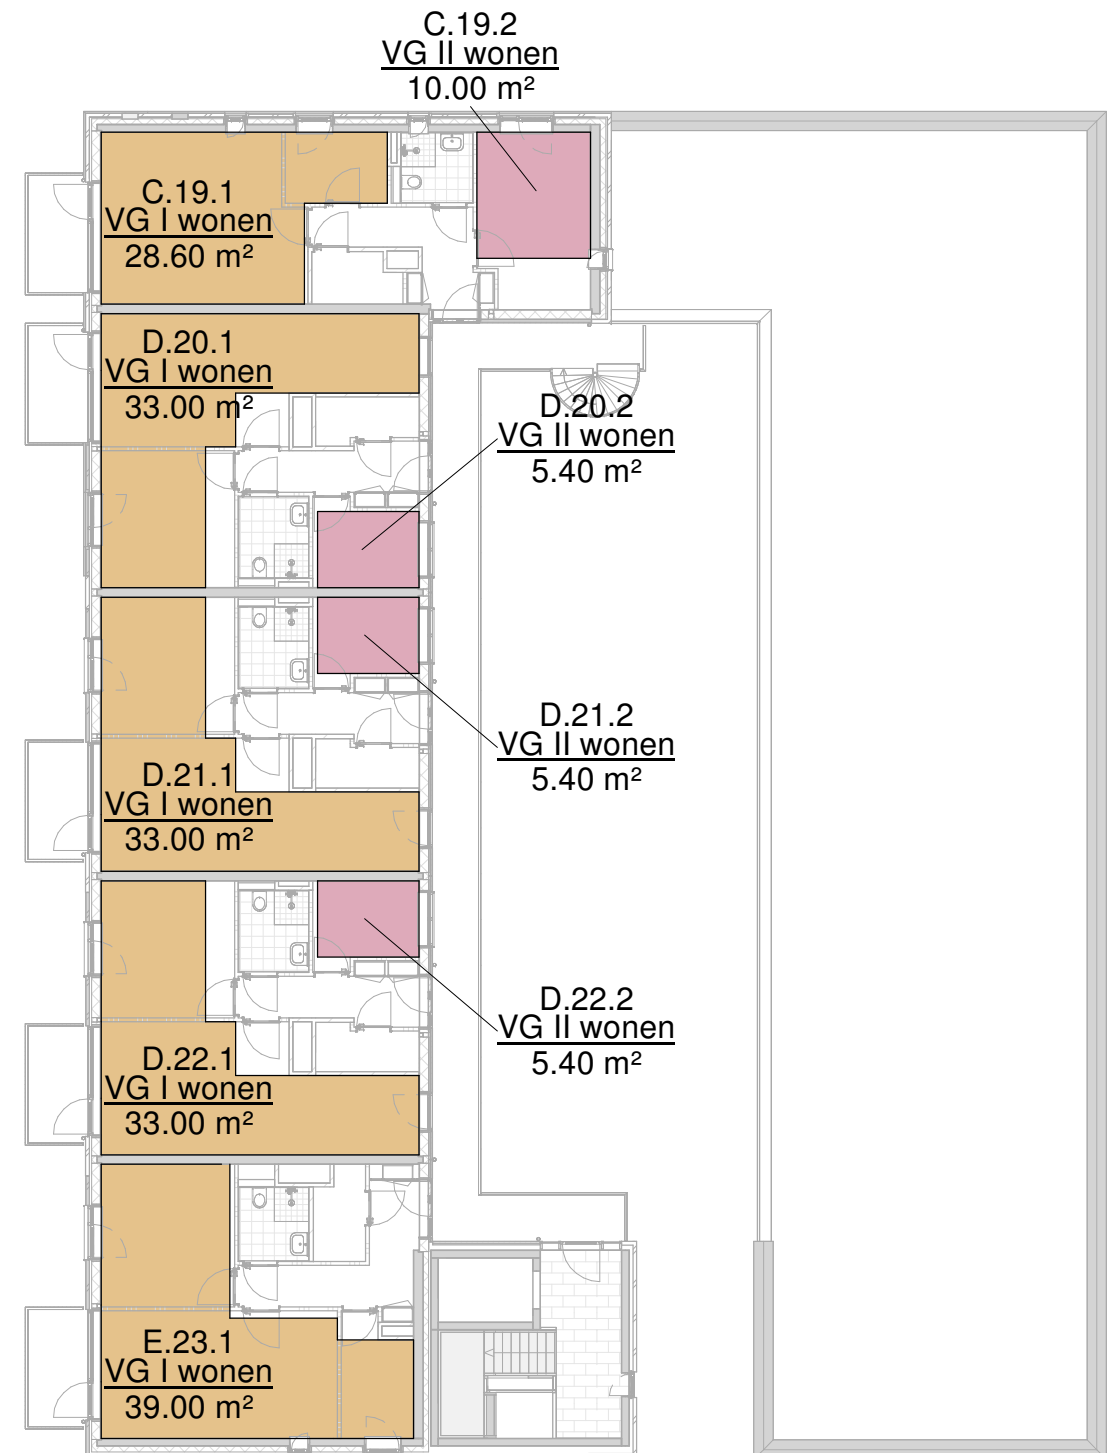 C.19.2
VG II wonen
10.00 m²
C.19.1
VG I wonen
28.60 m²
D.20.1
VG I wonen
33.00 m²
D.20.2
VG II wonen
5.40 m²
D.21.2
VG II wonen
5.40 m²
D.21.1
VG I wonen
33.00 m²
D.22.2
VG II wonen
5.40 m²
D.22.1
VG I wonen
33.00 m²
E.23.1
VG I wonen
39.00 m²